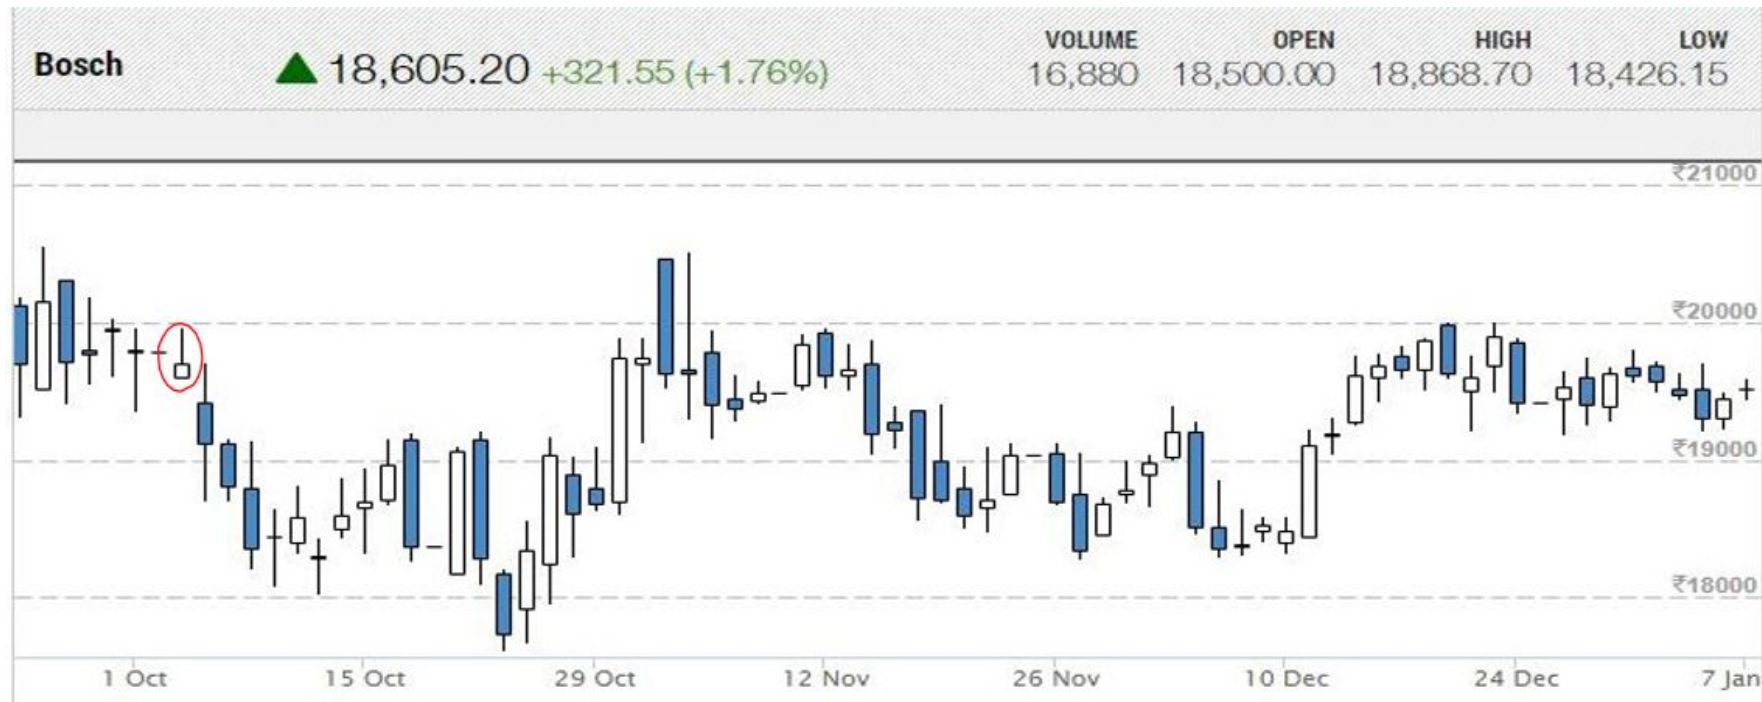 VOLUME OPEN HIGH LOW
Bosch 18,605.20 +321.55 (+1.76%) 16,880 18,500.00 18,868.70 18,426.15
₹21000
₹20000
₹19000
₹18000
1 Oct 15 Oct 29 Oct 12 Nov 26 Nov 10 Dec 24 Dec 7 Jan